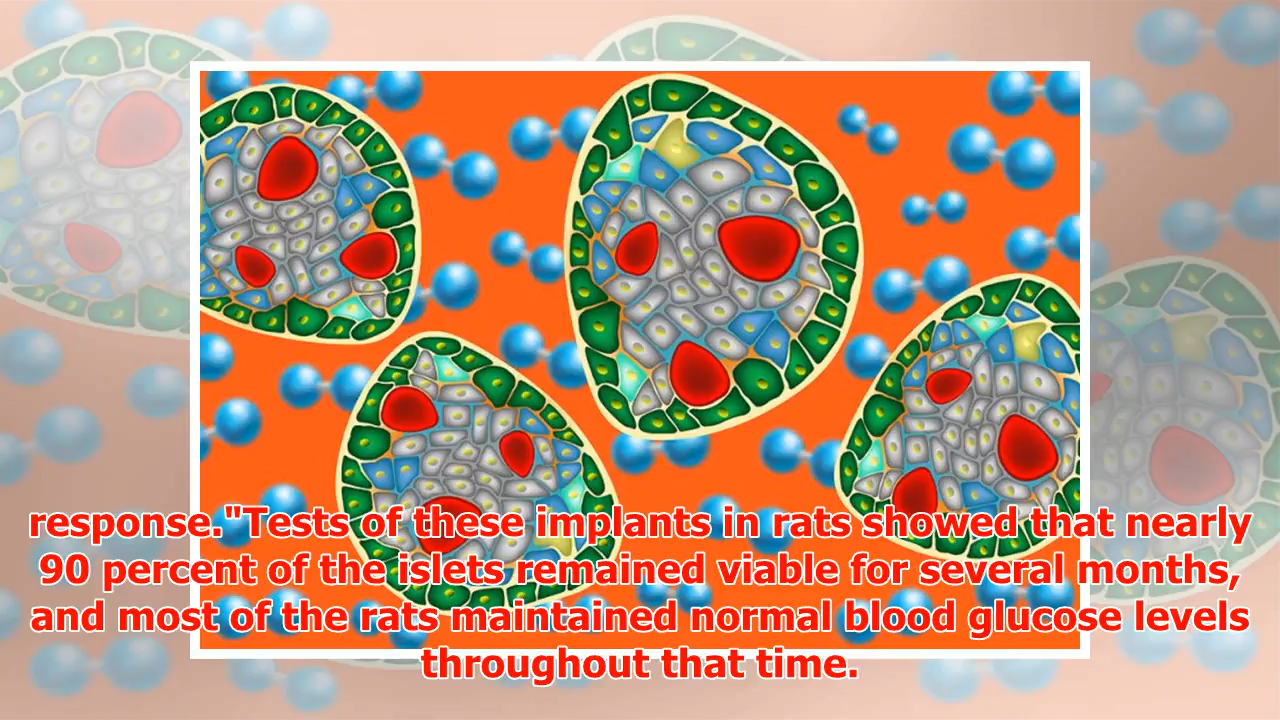 response."Tests of these implants in rats showed that nearly
90 percent of the islets remained viable for several months,
and most of the rats maintained normal blood glucose levels
throughout that time.